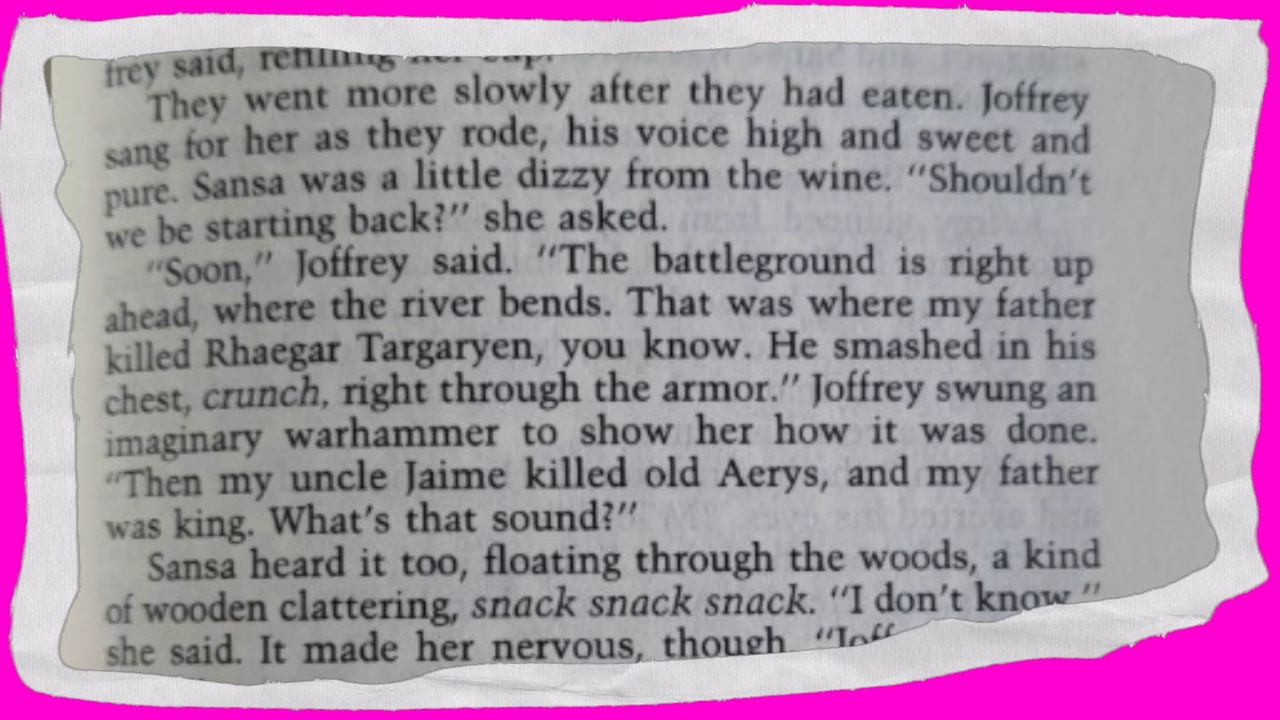 frey said, refilling her cup.
They went more slowly after they had eaten. Joffrey
sang for her as they rode, his voice high and sweet and
pure. Sansa was a little dizzy from the wine. “Shouldn't
we be starting back?” she asked.
“Soon,” Joffrey said. “The battleground is right up
ahead, where the river bends. That was where my father
killed Rhaegar Targaryen, you know. He smashed in his
chest, crunch, right through the armor.” Joffrey swung an
imaginary warhammer to show her how it was done.
“Then my uncle Jaime killed old Aerys, and my father
was king. What's that sound?”
Sansa heard it too, floating through the woods, a kind
of wooden clattering, snack snack snack. “I don't know,”
she said. It made her nervous, though.